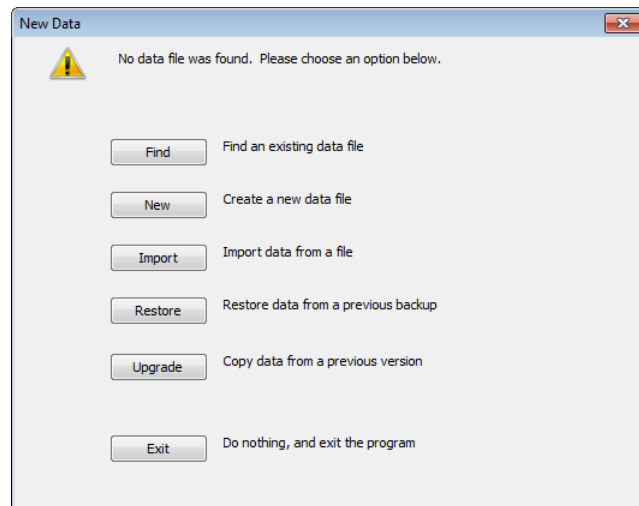 New Data
No data file was found.  Please choose an option below.
Find Find an existing data file
New Create a new data file
Import Import data from a file
Restore Restore data from a previous backup
Upgrade Copy data from a previous version
Exit Do nothing, and exit the program